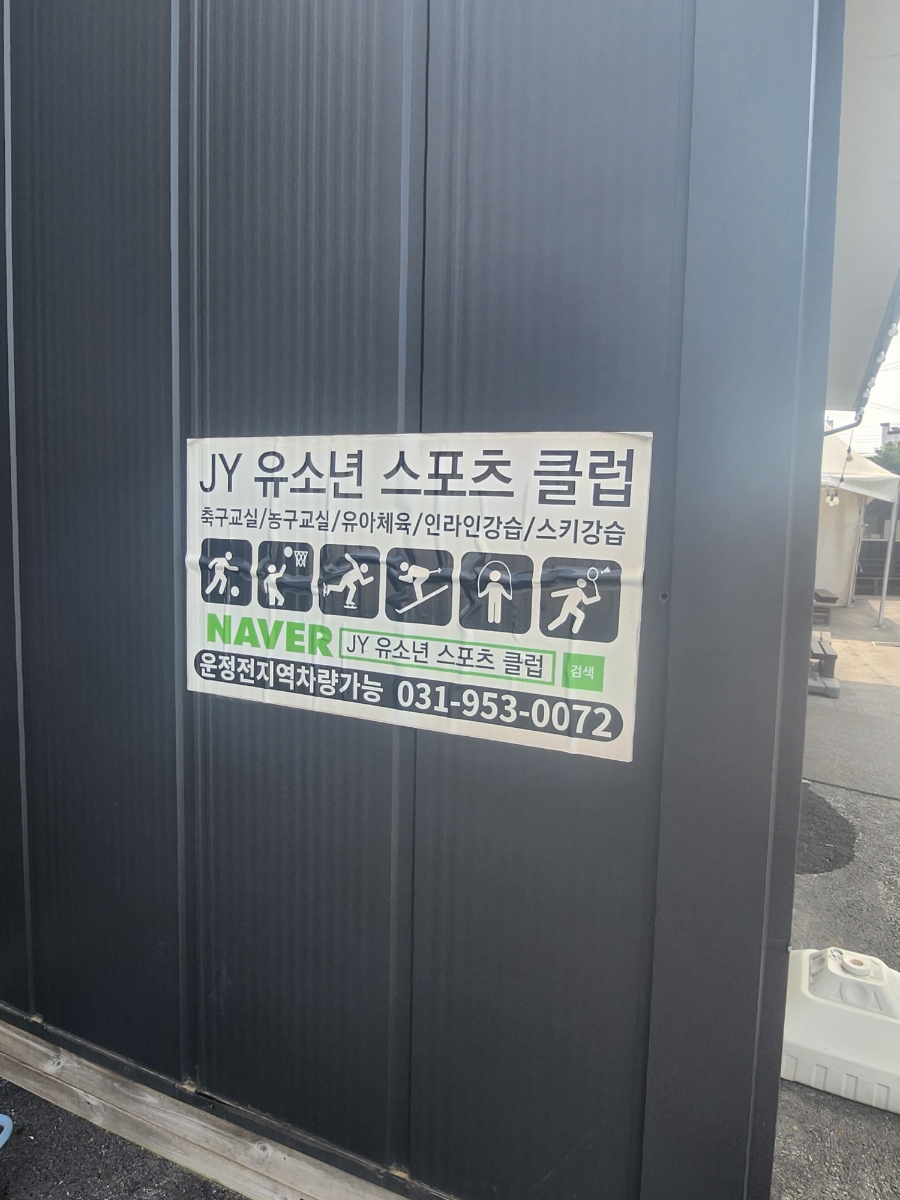 JY 유소년 스포츠 클럽
축구교실/농구교실/유아체육/인라인강습/스키강습
NAVER JY 유소년 스포츠 클럽 검색
운정전지역차량가능 031-953-0072